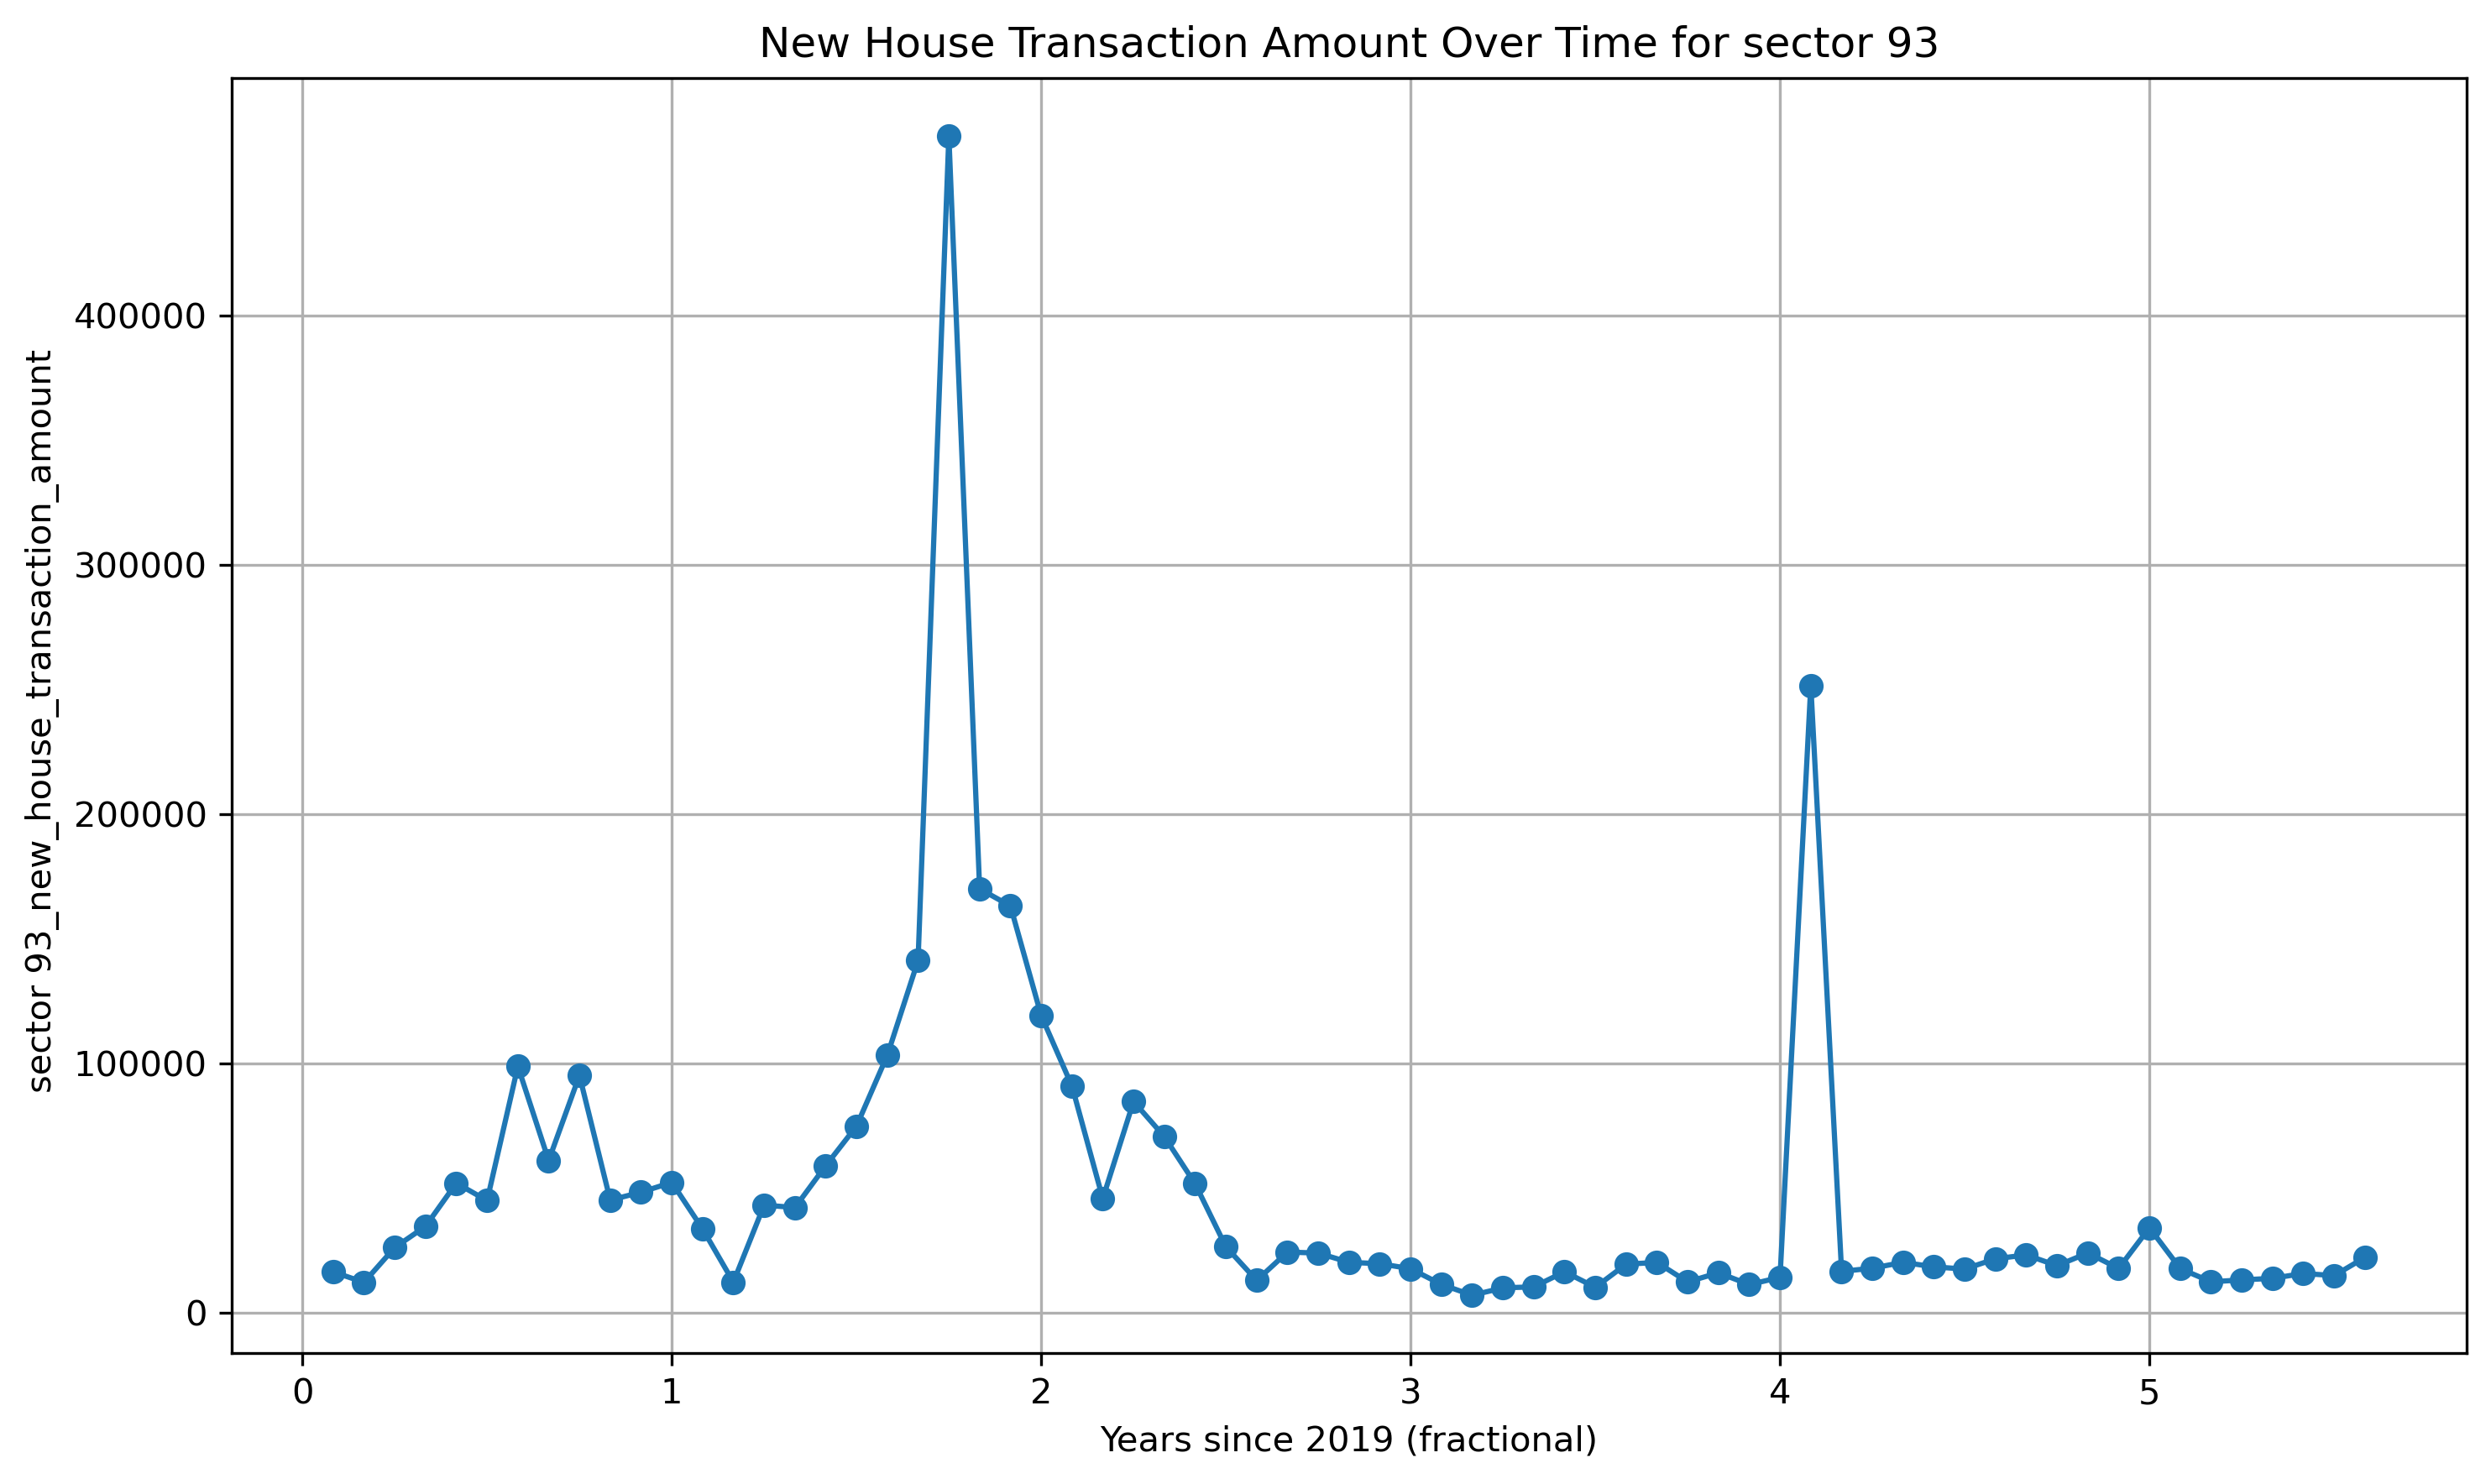 New House Transaction Amount Over Time for sector 93
sector 93_new_house_transaction_amount
400000
300000
200000
100000
0
0 1 2 3 4 5
Years since 2019 (fractional)